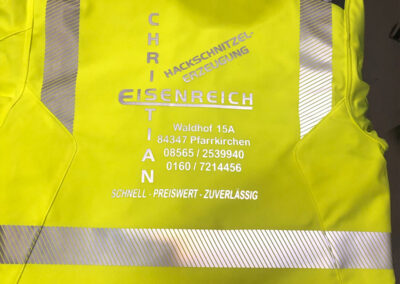 CHRISTIAN
HACKSCHNITZEL-
ERZEUGUNG
EISENREICH
Waldhof 15A
84347 Pfarrkirchen
08565 / 2539940
0160 / 7214456
SCHNELL - PREISWERT - ZUVERLÄSSIG